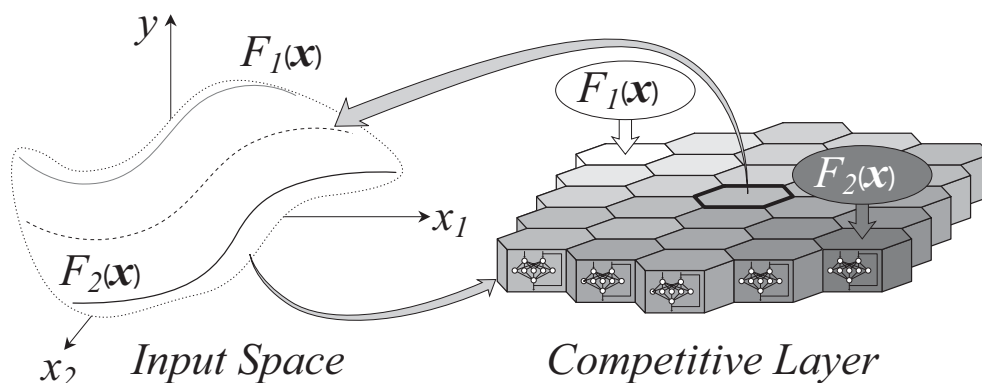 y
F1(x)
F1(x)
F2(x)
x1
F2(x)
x2
Input Space
Competitive Layer